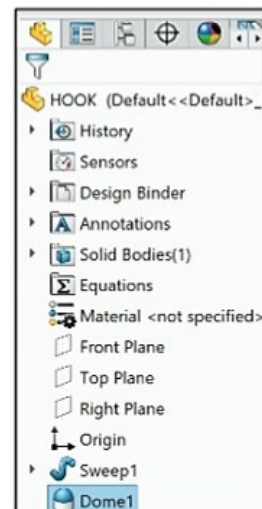 HOOK (Default<<Default>_
History
Sensors
Design Binder
Annotations
Solid Bodies(1)
Equations
Material <not specified>
Front Plane
Top Plane
Right Plane
Origin
Sweep1
Dome1